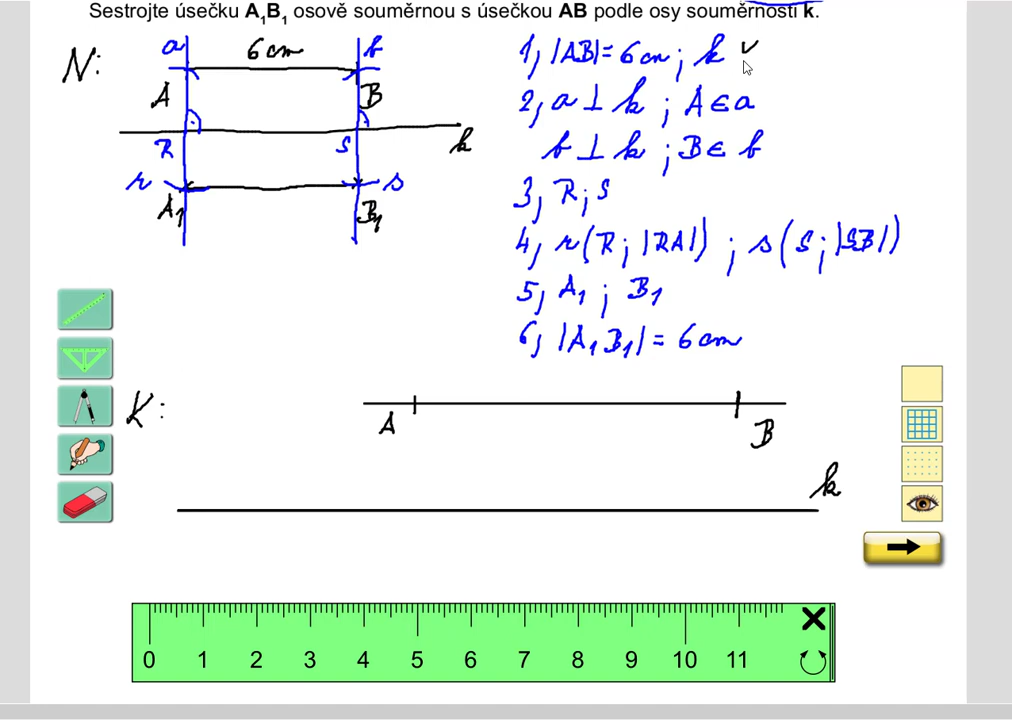 Sestrojte úsečku A₁B₁ osově souměrnou s úsečkou AB podle osy souměrnosti k.
N:
a 6 cm b
A B
R S k
r s
A₁ B₁
1, |AB| = 6 cm ; k ✓
2, a ⊥ k ; A ∈ a
b ⊥ k ; B ∈ b
3, R ; S
4, r(R ; |RA|) ; s(S ; |SB|)
5, A₁ ; B₁
6, |A₁B₁| = 6 cm
K:
A B
k
0 1 2 3 4 5 6 7 8 9 10 11